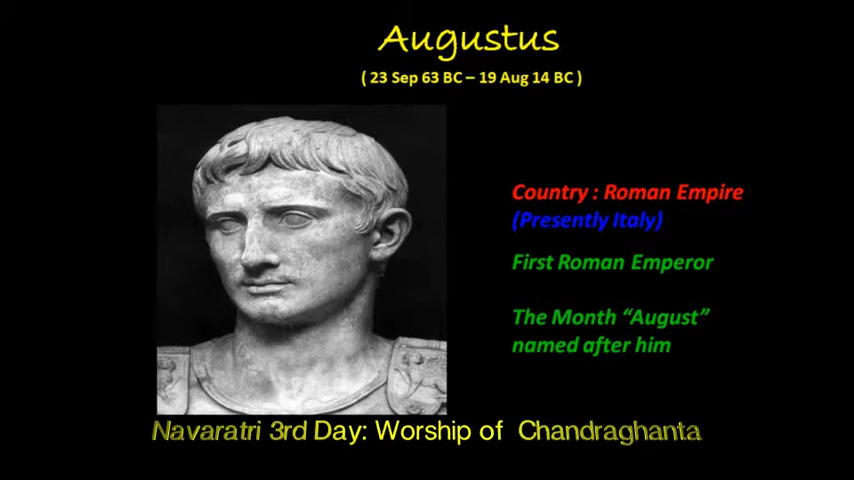 Augustus
( 23 Sep 63 BC – 19 Aug 14 BC )
Country : Roman Empire
(Presently Italy)
First Roman Emperor
The Month “August”
named after him
Navaratri 3rd Day: Worship of Chandraghanta